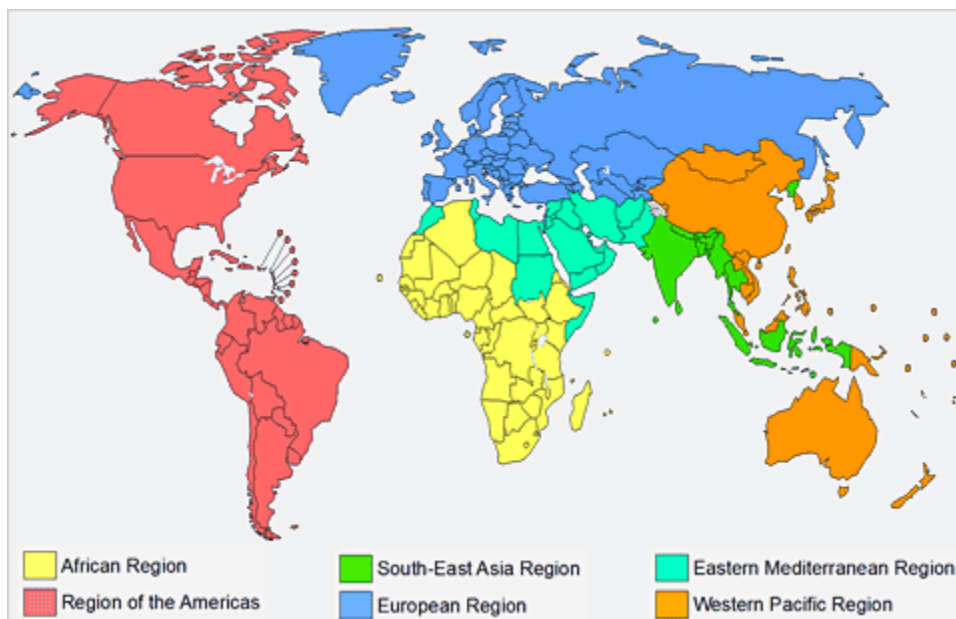 African Region
South-East Asia Region
Eastern Mediterranean Region
Region of the Americas
European Region
Western Pacific Region